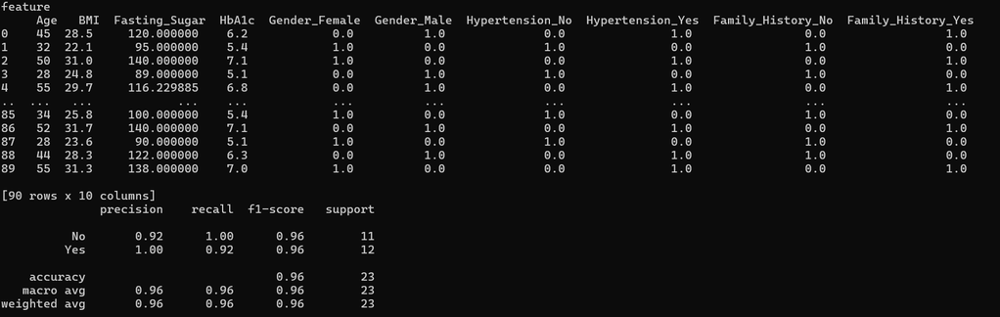 feature
Age BMI Fasting_Sugar HbA1c Gender_Female Gender_Male Hypertension_No Hypertension_Yes Family_History_No Family_History_Yes
0 45 28.5 120.000000 6.2 0.0 1.0 0.0 1.0 0.0 1.0
1 32 22.1 95.000000 5.4 1.0 0.0 1.0 0.0 1.0 0.0
2 50 31.0 140.000000 7.1 1.0 0.0 0.0 1.0 0.0 1.0
3 28 24.8 89.000000 5.1 0.0 1.0 1.0 0.0 1.0 0.0
4 55 29.7 116.229885 6.8 0.0 1.0 0.0 1.0 0.0 1.0
.. ... ... ... ... ... ... ... ... ... ...
85 34 25.8 100.000000 5.4 1.0 0.0 1.0 0.0 1.0 0.0
86 52 31.7 140.000000 7.1 0.0 1.0 0.0 1.0 1.0 0.0
87 28 23.6 90.000000 5.1 1.0 0.0 1.0 0.0 1.0 0.0
88 44 28.3 122.000000 6.3 0.0 1.0 0.0 1.0 1.0 0.0
89 55 31.3 138.000000 7.0 1.0 0.0 0.0 1.0 0.0 1.0
[90 rows x 10 columns]
precision recall f1-score support
No 0.92 1.00 0.96 11
Yes 1.00 0.92 0.96 12
accuracy 0.96 23
macro avg 0.96 0.96 0.96 23
weighted avg 0.96 0.96 0.96 23